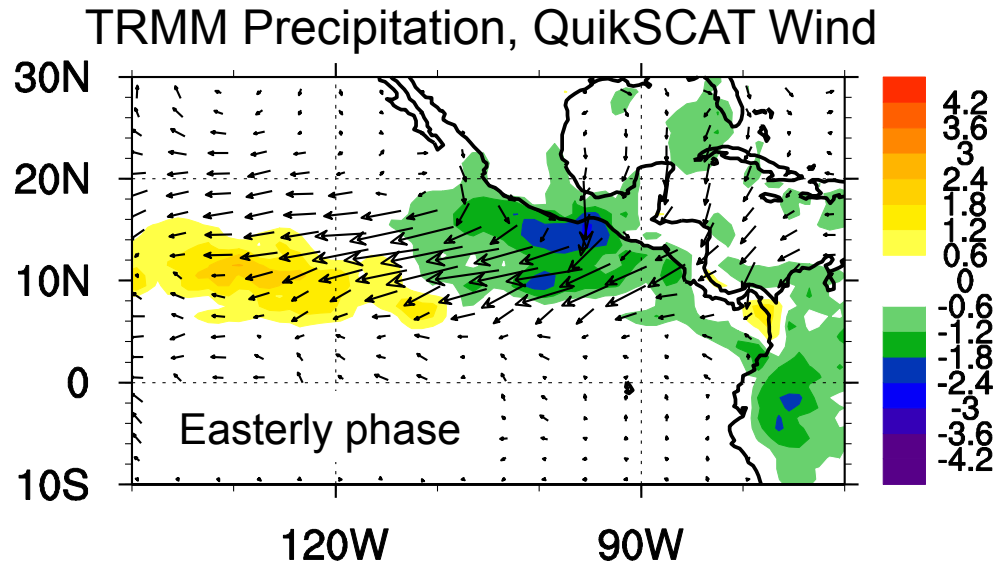 TRMM Precipitation, QuikSCAT Wind
30N
20N
10N
0
10S
120W
90W
Easterly phase
4.2
3.6
3
2.4
1.8
1.2
0.6
0
-0.6
-1.2
-1.8
-2.4
-3
-3.6
-4.2